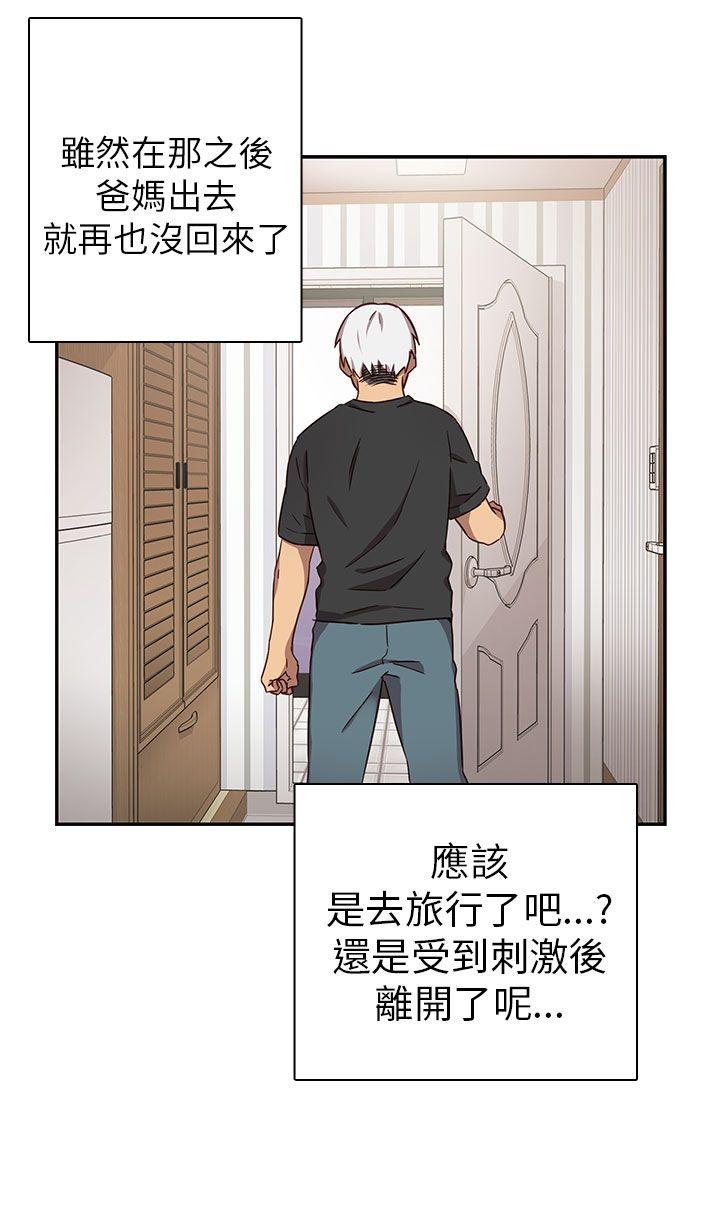 雖然在那之後
爸媽出去
就再也沒回來了
應該
是去旅行了吧...?
還是受到刺激後
離開了呢...